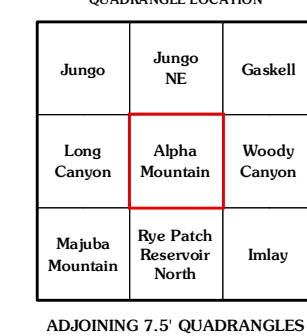 QUADRANGLE LOCATION
Jungo
Jungo
NE
Gaskell
Long
Canyon
Alpha
Mountain
Woody
Canyon
Majuba
Mountain
Rye Patch
Reservoir
North
Imlay
ADJOINING 7.5' QUADRANGLES